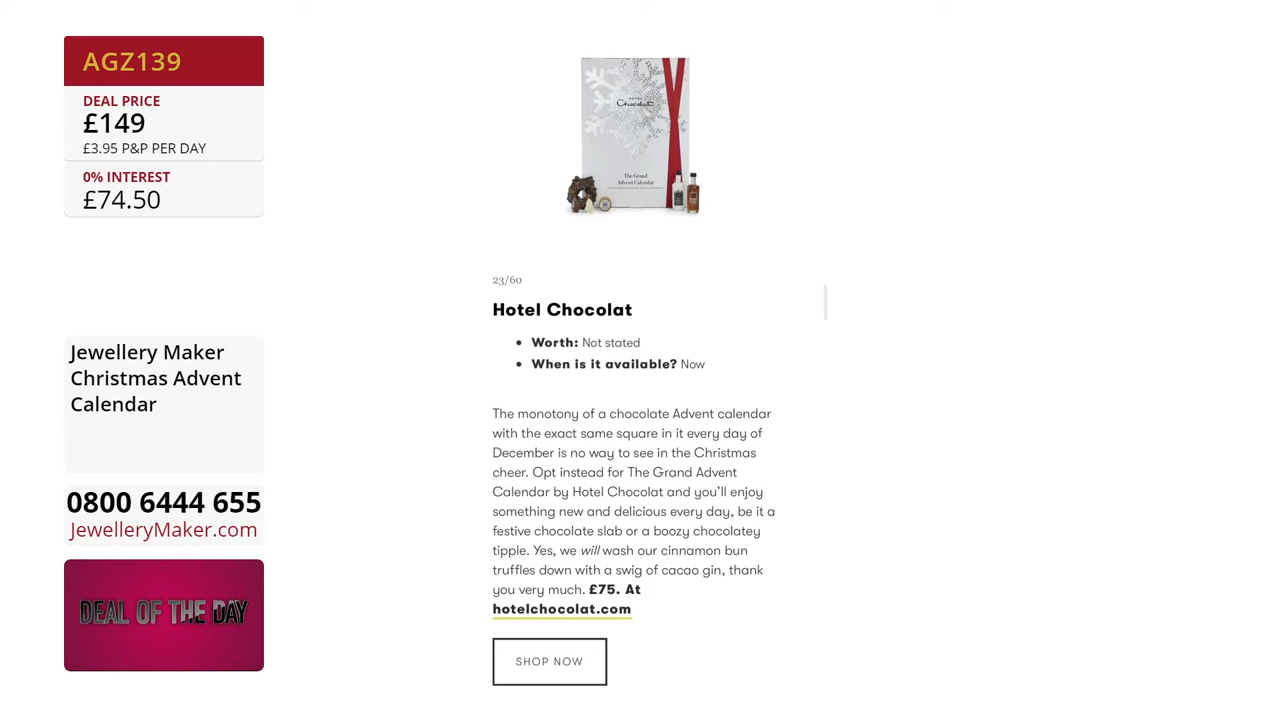 AGZ139
DEAL PRICE
£149
£3.95 P&P PER DAY
0% INTEREST
£74.50
Jewellery Maker
Christmas Advent
Calendar
0800 6444 655
JewelleryMaker.com
DEAL OF THE DAY
HOTEL
Chocolat
The Grand
Advent Calendar
23/60
Hotel Chocolat
• Worth: Not stated
• When is it available? Now
The monotony of a chocolate Advent calendar
with the exact same square in it every day of
December is no way to see in the Christmas
cheer. Opt instead for The Grand Advent
Calendar by Hotel Chocolat and you'll enjoy
something new and delicious every day, be it a
festive chocolate slab or a boozy chocolatey
tipple. Yes, we will wash our cinnamon bun
truffles down with a swig of cacao gin, thank
you very much. £75. At
hotelchocolat.com
SHOP NOW